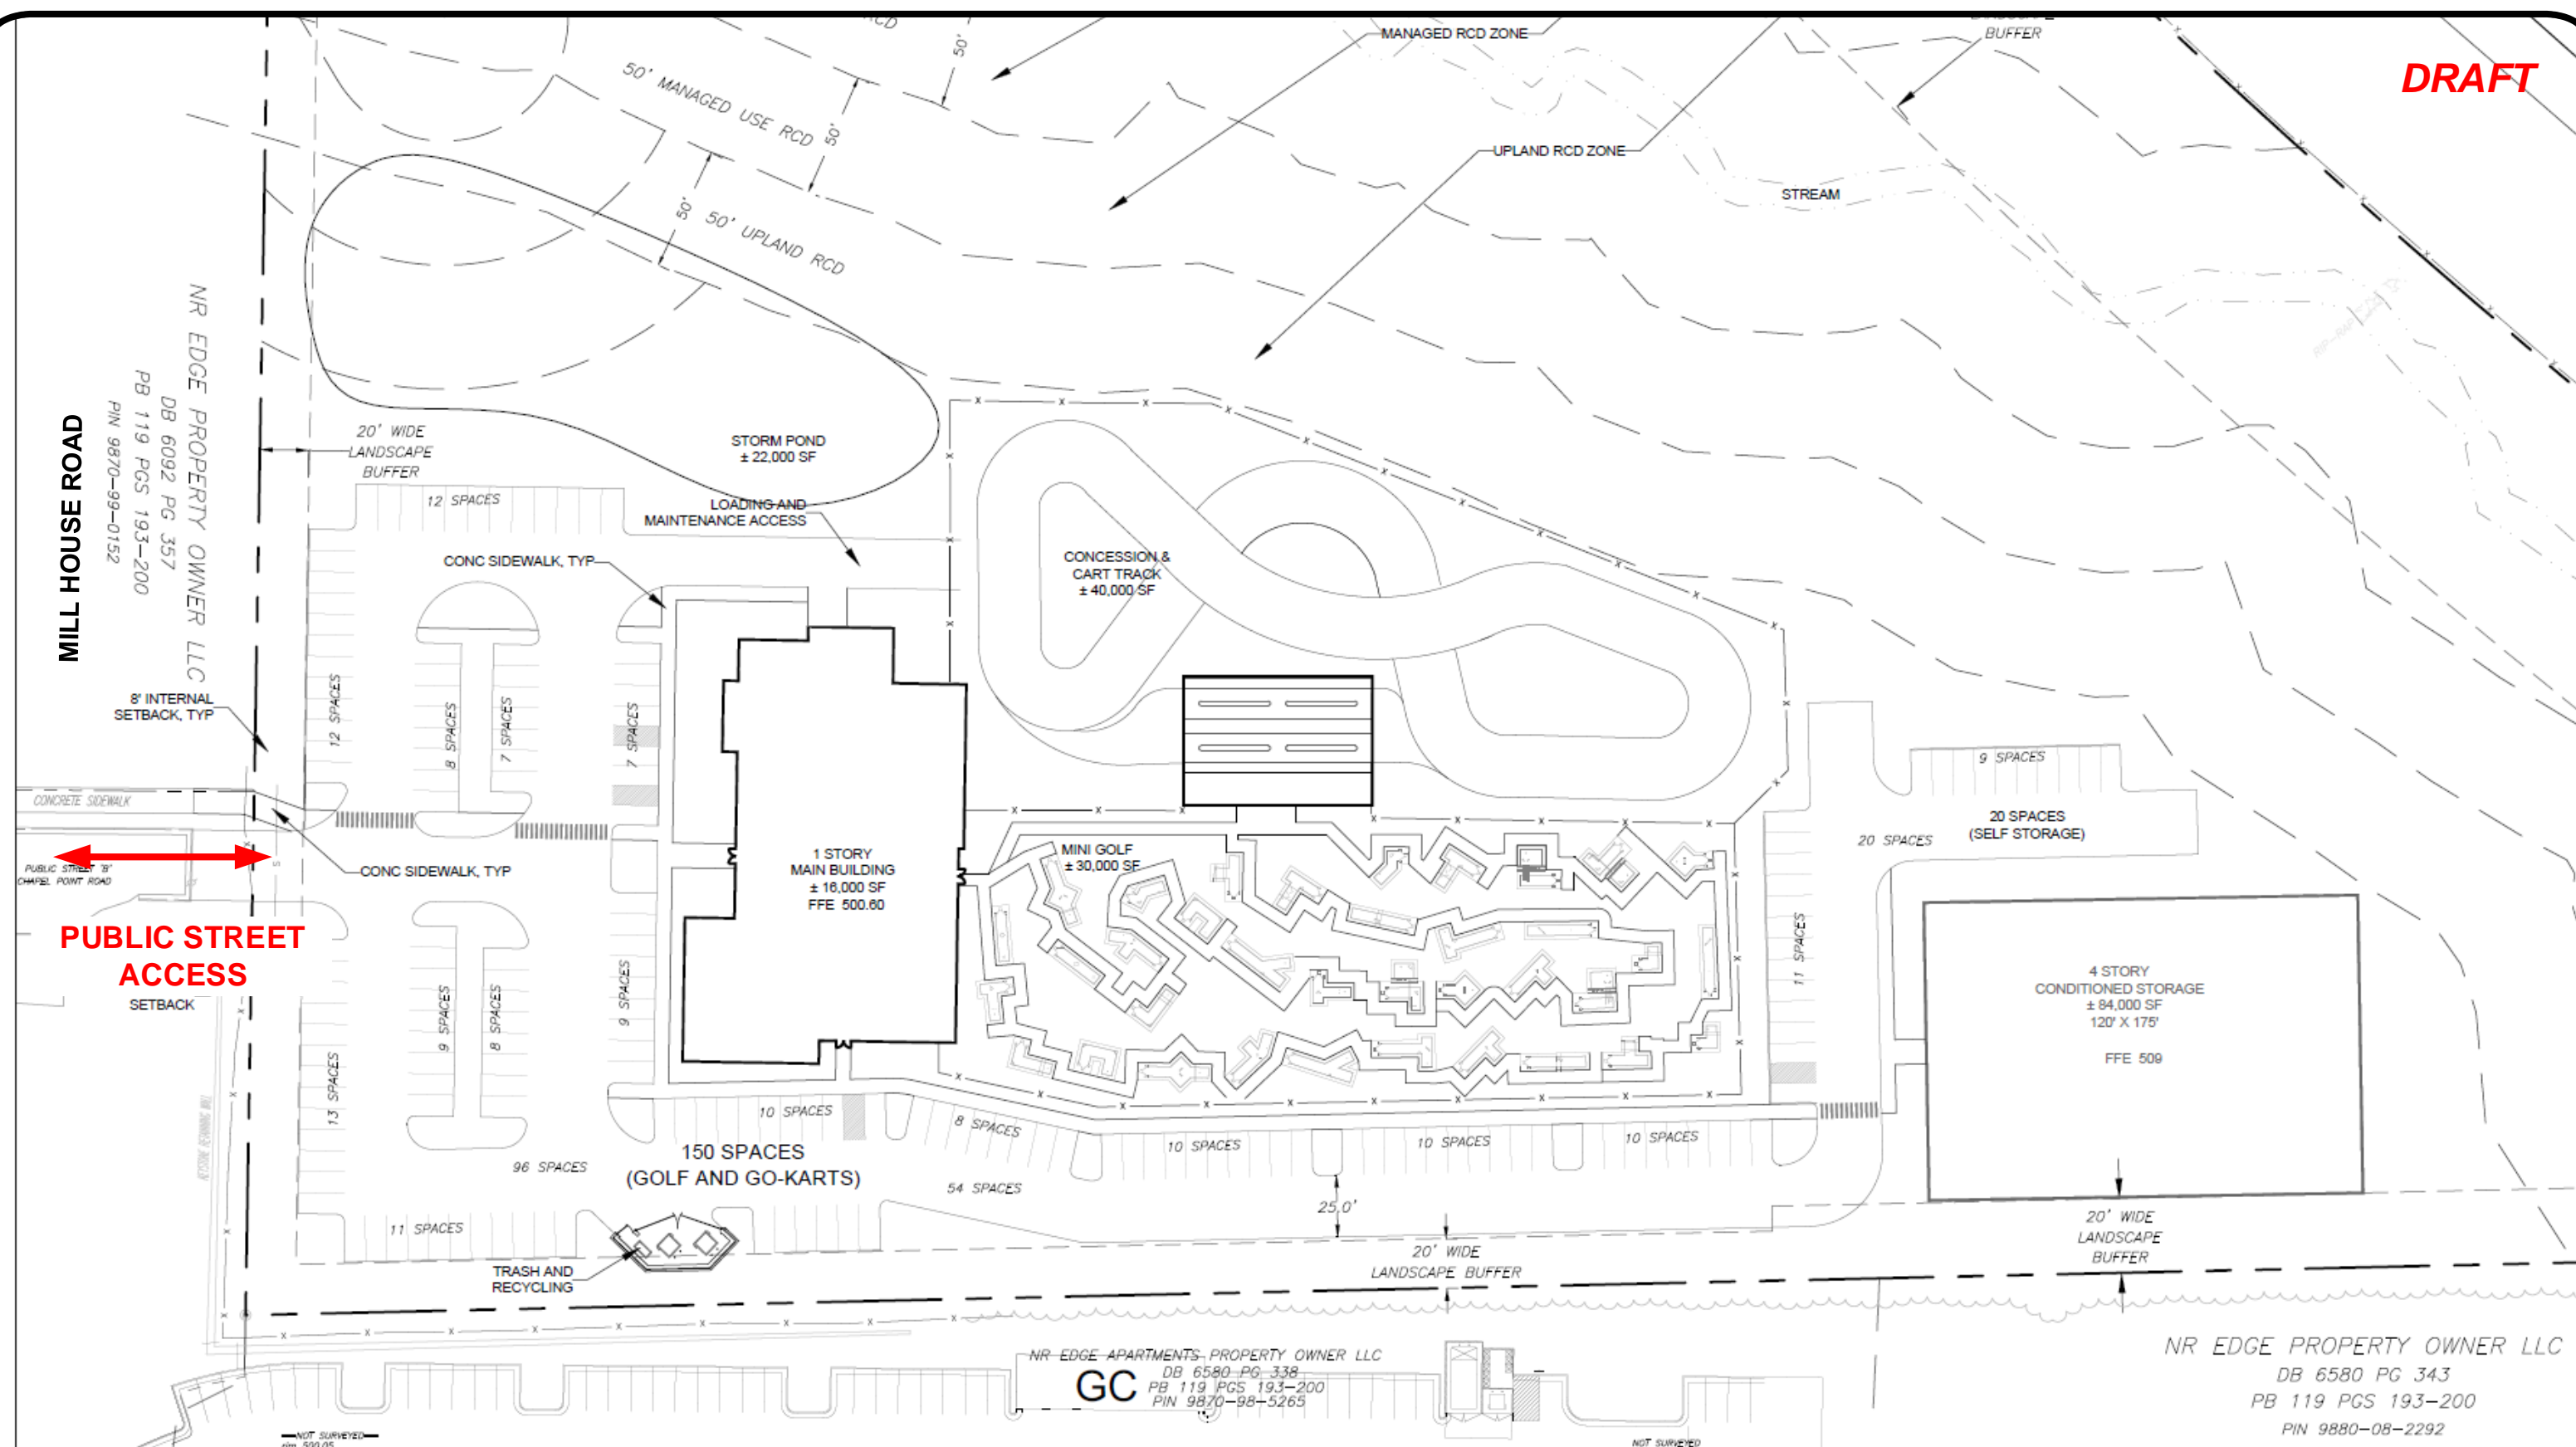 RCD
50'
MANAGED RCD ZONE
BUFFER
DRAFT
50' MANAGED USE RCD
50'
UPLAND RCD ZONE
STREAM
50'
50' UPLAND RCD
RIP-RAP
MILL HOUSE ROAD
NR EDGE PROPERTY OWNER LLC
DB 6092 PG 357
PB 119 PGS 193-200
PIN 9870-99-0152
20' WIDE
LANDSCAPE
BUFFER
STORM POND
± 22,000 SF
12 SPACES
LOADING AND
MAINTENANCE ACCESS
CONC SIDEWALK, TYP
CONCESSION &
CART TRACK
± 40,000 SF
8' INTERNAL
SETBACK, TYP
12 SPACES
8 SPACES
7 SPACES
7 SPACES
9 SPACES
CONCRETE SIDEWALK
20 SPACES
(SELF STORAGE)
20 SPACES
1 STORY
MAIN BUILDING
± 16,000 SF
FFE 500.60
MINI GOLF
± 30,000 SF
PUBLIC STREET 'B'
CHAPEL POINT ROAD
CONC SIDEWALK, TYP
PUBLIC STREET
ACCESS
SETBACK
11 SPACES
4 STORY
CONDITIONED STORAGE
± 84,000 SF
120' X 175'
FFE 509
13 SPACES
9 SPACES
8 SPACES
9 SPACES
10 SPACES
8 SPACES
10 SPACES
10 SPACES
10 SPACES
150 SPACES
(GOLF AND GO-KARTS)
96 SPACES
54 SPACES
25.0'
11 SPACES
TRASH AND
RECYCLING
20' WIDE
LANDSCAPE BUFFER
20' WIDE
LANDSCAPE
BUFFER
NR EDGE APARTMENTS PROPERTY OWNER LLC
DB 6580 PG 338
GC
PB 119 PGS 193-200
PIN 9870-98-5265
NR EDGE PROPERTY OWNER LLC
DB 6580 PG 343
PB 119 PGS 193-200
PIN 9880-08-2292
NOT SURVEYED
NOT SURVEYED